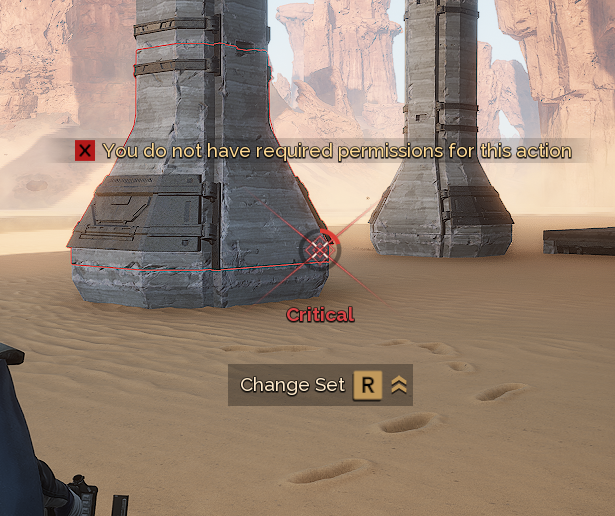 X You do not have required permissions for this action
Critical
Change Set R